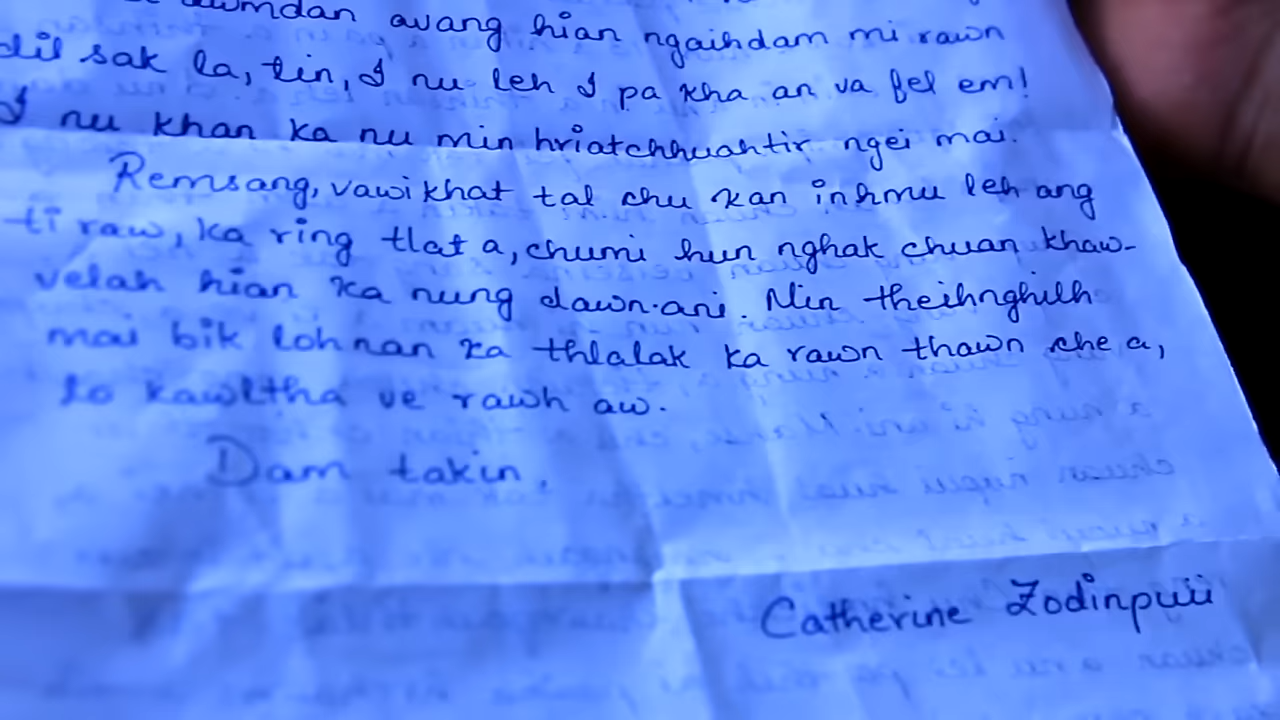 awmdan avang hian ngaihdam mi rawn
dil sak la, tin, I nu leh I pa kha an va fel em!
I nu khan ka nu min hriatchhuahtir ngei mai.
Remsang, vawikhat tal chu kan inhmu leh ang
ti raw, ka ring tlat a, chumi hun nghak chuan khaw-
velah hian ka nung dawn ani. Min theihnghilh
mai bik lohnan ka thlalak ka rawn thawn che a,
lo kawltha ve rawh aw.
Dam takin.
Catherine Zodinpuii